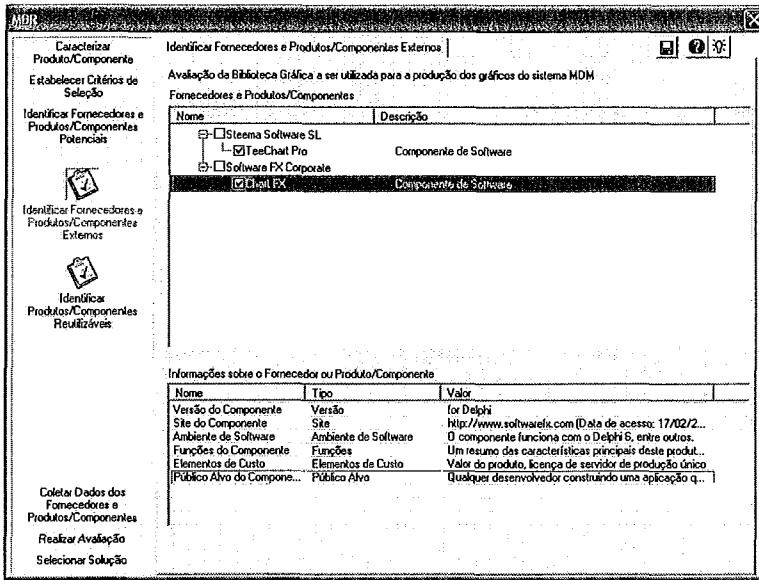 MDR
Caracterizar
Produto/Componente
Estabelecer Critérios de
Seleção
Identificar Fornecedores e
Produtos/Componentes
Potenciais
Identificar Fornecedores e
Produtos/Componentes
Externos
Identificar
Produtos/Componentes
Reutilizáveis
Coletar Dados dos
Fornecedores e
Produtos/Componentes
Realizar Avaliação
Selecionar Solução
Identificar Fornecedores e Produtos/Componentes Externos
Avaliação da Biblioteca Gráfica a ser utilizada para a produção dos gráficos do sistema MDM
Fornecedores e Produtos/Componentes
Nome Descrição
Steema Software SL
TeeChart Pro Componente de Software
Software FX Corporate
Chart FX Componente de Software
Informações sobre o Fornecedor ou Produto/Componente
Nome Tipo Valor
Versão do Componente Versão for Delphi
Site do Componente Site http://www.softwarefx.com (Data de acesso: 17/02/2...
Ambiente de Software Ambiente de Software O componente funciona com o Delphi 6, entre outros.
Funções do Componente Funções Um resumo das características principais deste produt...
Elementos de Custo Elementos de Custo Valor do produto, licença de servidor de produção único
Público Alvo do Compone... Público Alvo Qualquer desenvolvedor construindo uma aplicação q...